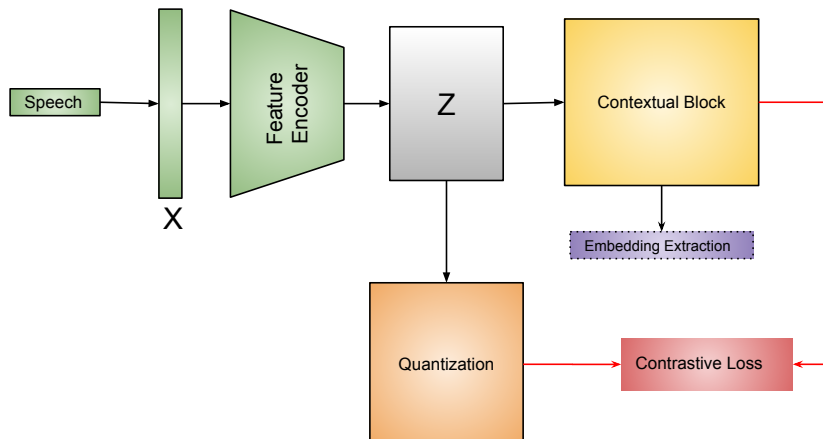 Speech
X
Feature
Encoder
Z
Contextual Block
Embedding Extraction
Quantization
Contrastive Loss